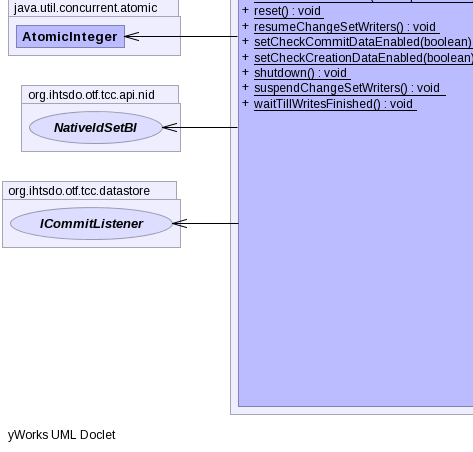 java.util.concurrent.atomic
AtomicInteger
org.ihtsdo.otf.tcc.api.nid
NativeIdSetBI
org.ihtsdo.otf.tcc.datastore
ICommitListener
+ reset() : void
+ resumeChangeSetWriters() : void
+ setCheckCommitDataEnabled(boolean)
+ setCheckCreationDataEnabled(boolean)
+ shutdown() : void
+ suspendChangeSetWriters() : void
+ waitTillWritesFinished() : void
yWorks UML Doclet